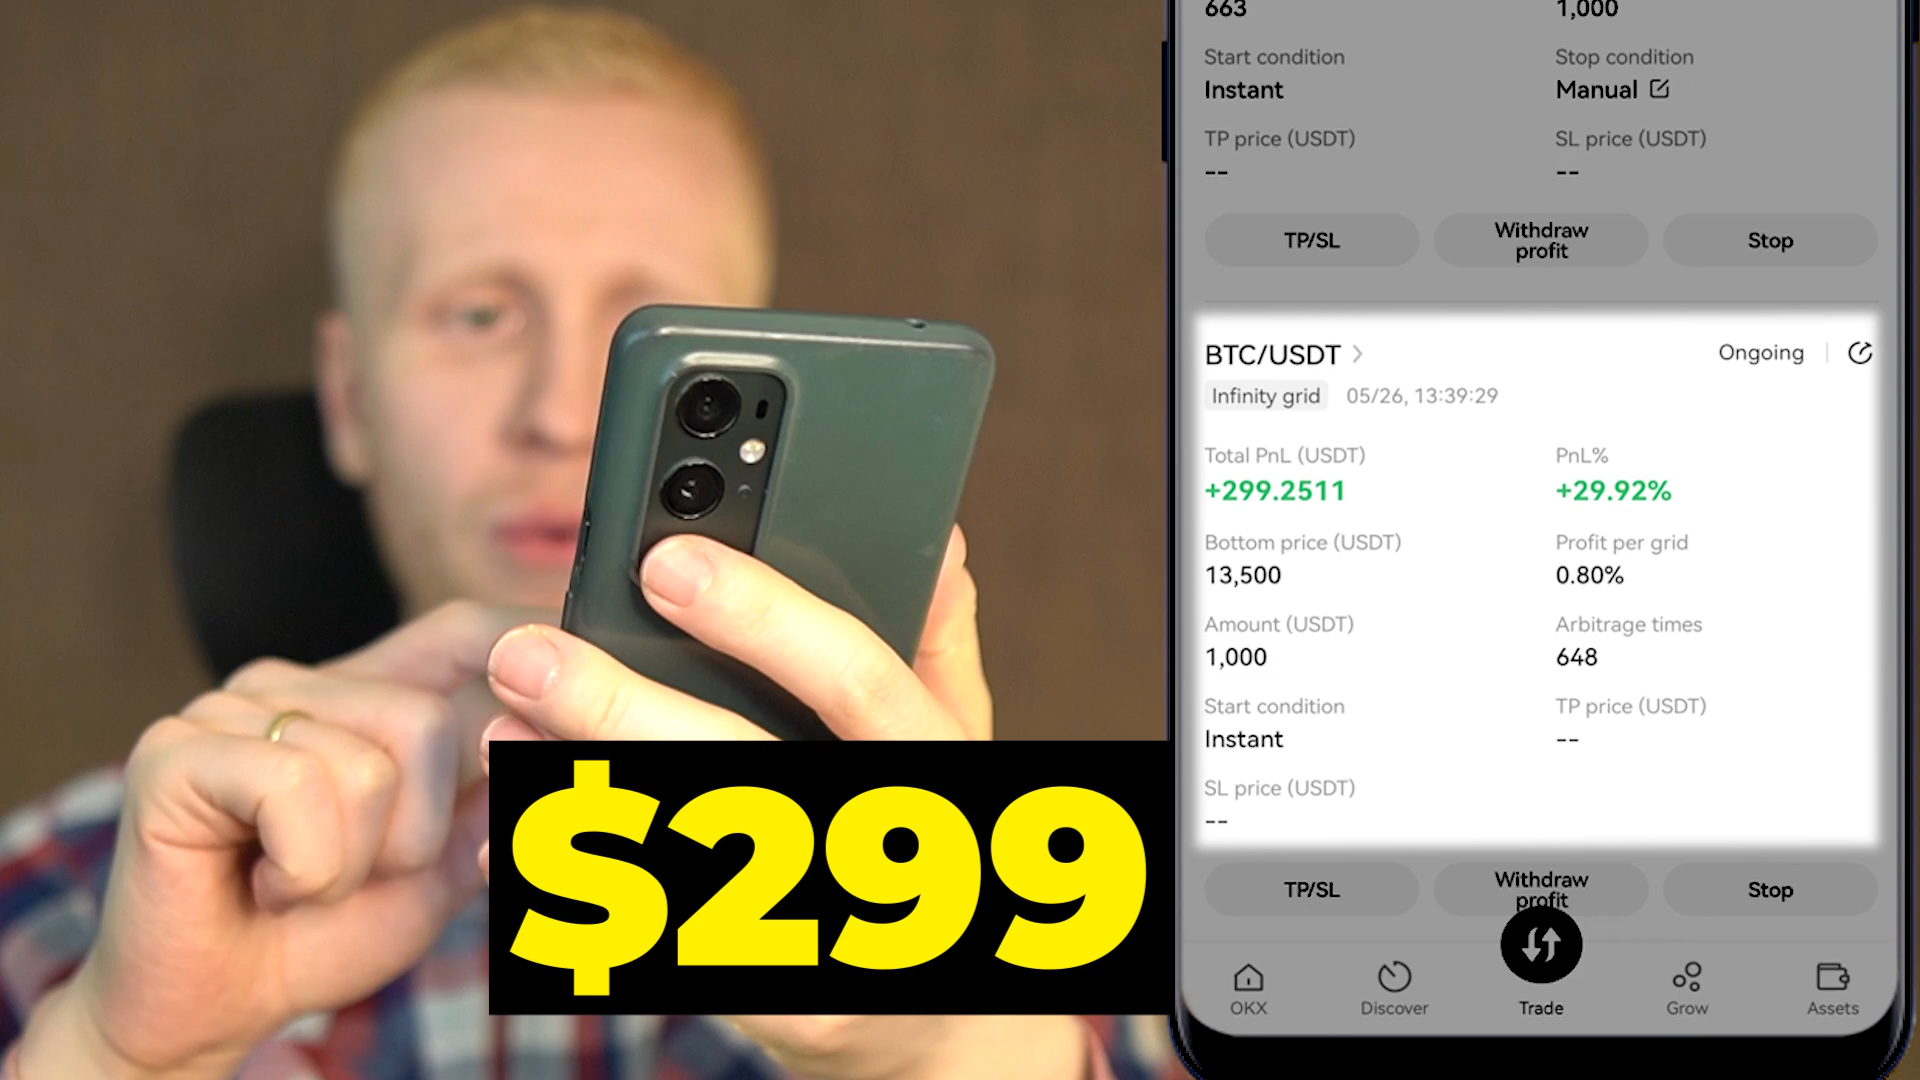 663 1,000
Start condition Stop condition
Instant Manual
TP price (USDT) SL price (USDT)
-- --
TP/SL Withdraw profit Stop
BTC/USDT > Ongoing
Infinity grid 05/26, 13:39:29
Total PnL (USDT) PnL%
+299.2511 +29.92%
Bottom price (USDT) Profit per grid
13,500 0.80%
Amount (USDT) Arbitrage times
1,000 648
Start condition TP price (USDT)
Instant --
SL price (USDT)
--
TP/SL Withdraw profit Stop
OKX Discover Trade Grow Assets
$299